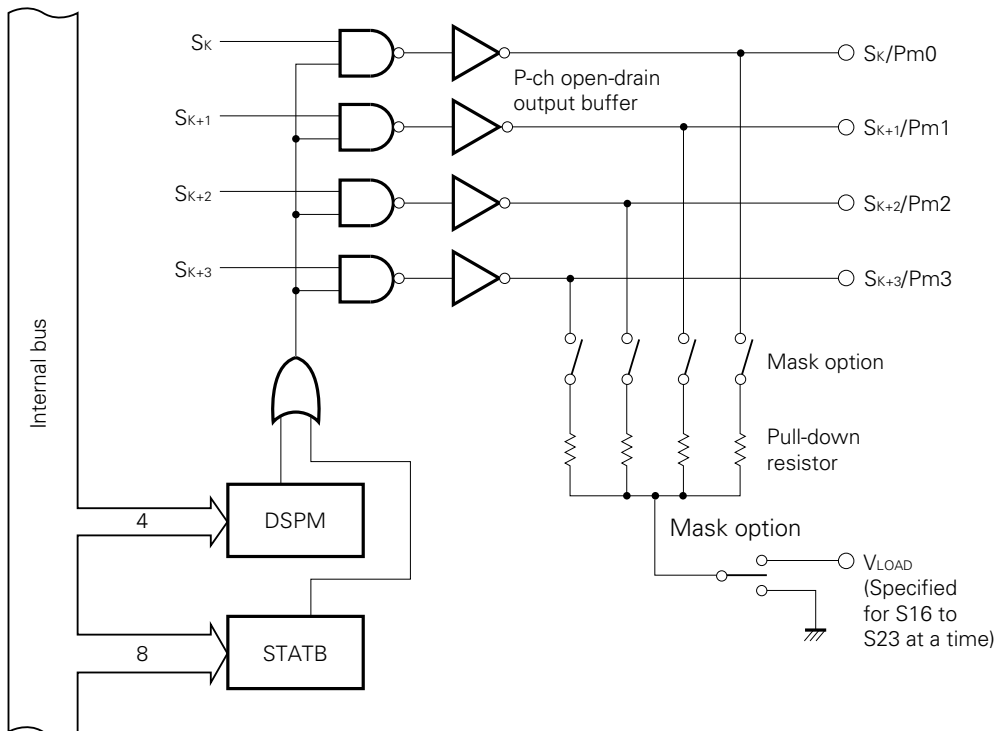 SK
SK/Pm0
P-ch open-drain
output buffer
SK+1
SK+1/Pm1
SK+2
SK+2/Pm2
SK+3
SK+3/Pm3
Internal bus
Mask option
Pull-down
resistor
4
DSPM
Mask option
VLOAD
(Specified
for S16 to
S23 at a time)
8
STATB